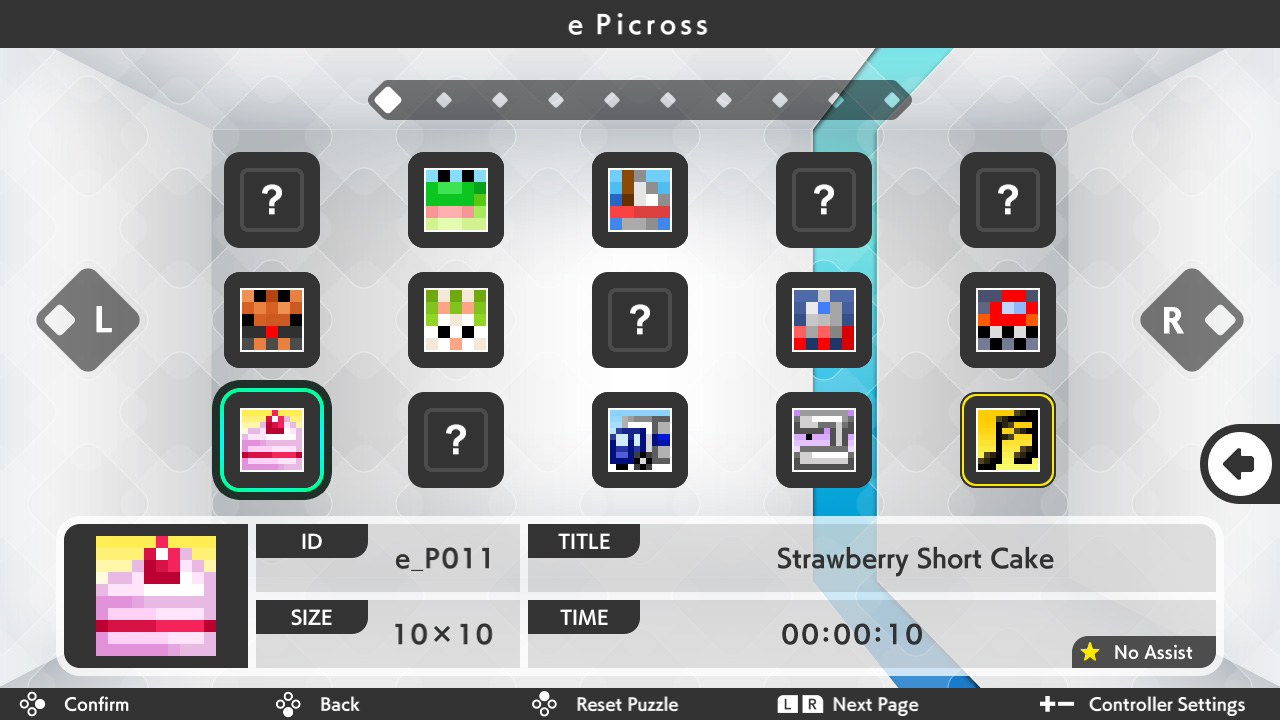 e Picross
? ? ?
L ? R
?
ID e_P011 TITLE Strawberry Short Cake
SIZE 10×10 TIME 00:00:10
★ No Assist
Confirm Back Reset Puzzle L R Next Page Controller Settings